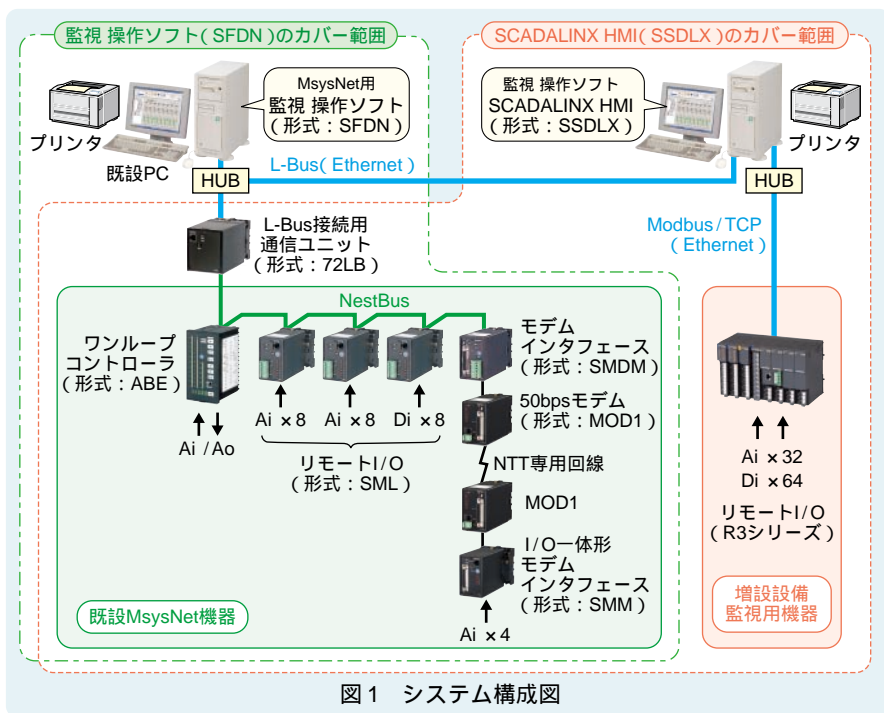 監視 操作ソフト(SFDN)のカバー範囲
SCADALINX HMI(SSDLX)のカバー範囲
MsysNet用
監視 操作ソフト
(形式：SFDN)
監視 操作ソフト
SCADALINX HMI
(形式：SSDLX)
プリンタ
既設PC
プリンタ
HUB
L-Bus(Ethernet)
HUB
L-Bus接続用
通信ユニット
(形式：72LB)
Modbus/TCP
(Ethernet)
NestBus
ワンループ
コントローラ
(形式：ABE)
モデム
インタフェース
(形式：SMDM)
Ai ×8
Ai ×8
Di ×8
50bpsモデム
(形式：MOD1)
Ai /Ao
リモートI/O
(形式：SML)
NTT専用回線
MOD1
I/O一体形
モデム
インタフェース
(形式：SMM)
Ai ×4
既設MsysNet機器
Ai ×32
Di ×64
リモートI/O
(R3シリーズ)
増設設備
監視用機器
図1 システム構成図